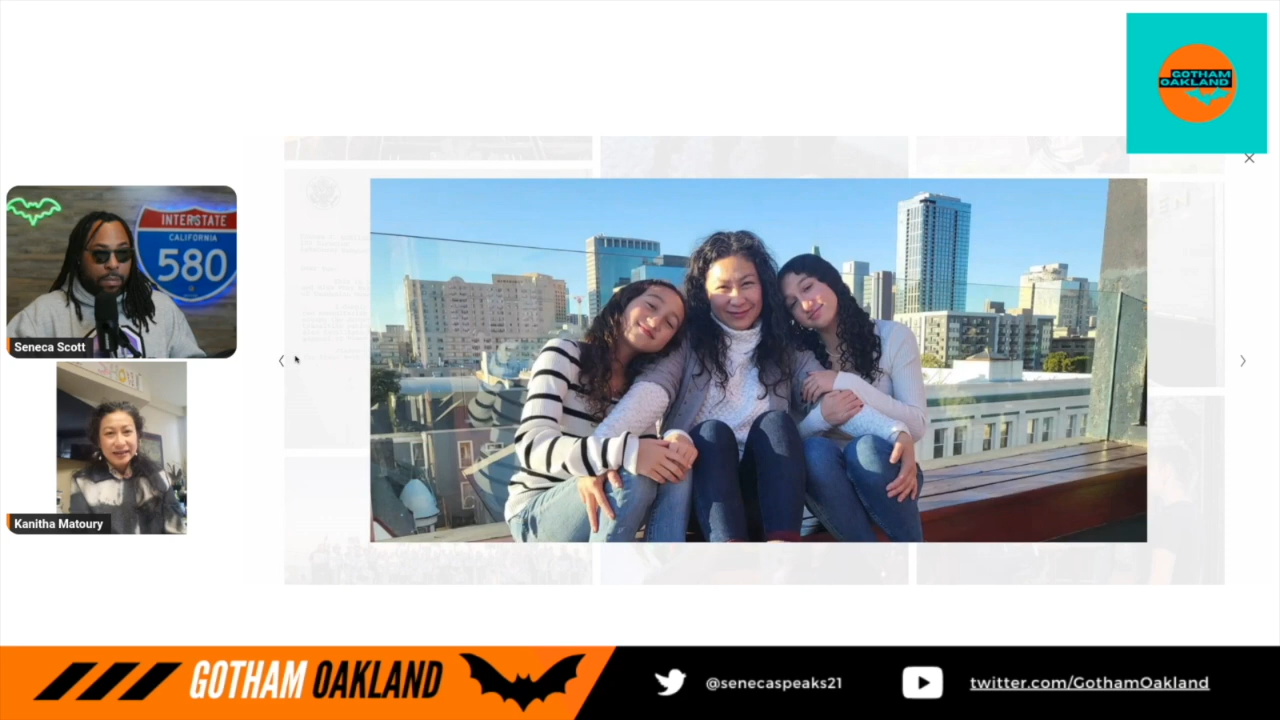 GOTHAM
OAKLAND
INTERSTATE
CALIFORNIA
580
Seneca Scott
Kanitha Matoury
GOTHAM OAKLAND
@senecaspeaks21
twitter.com/GothamOakland